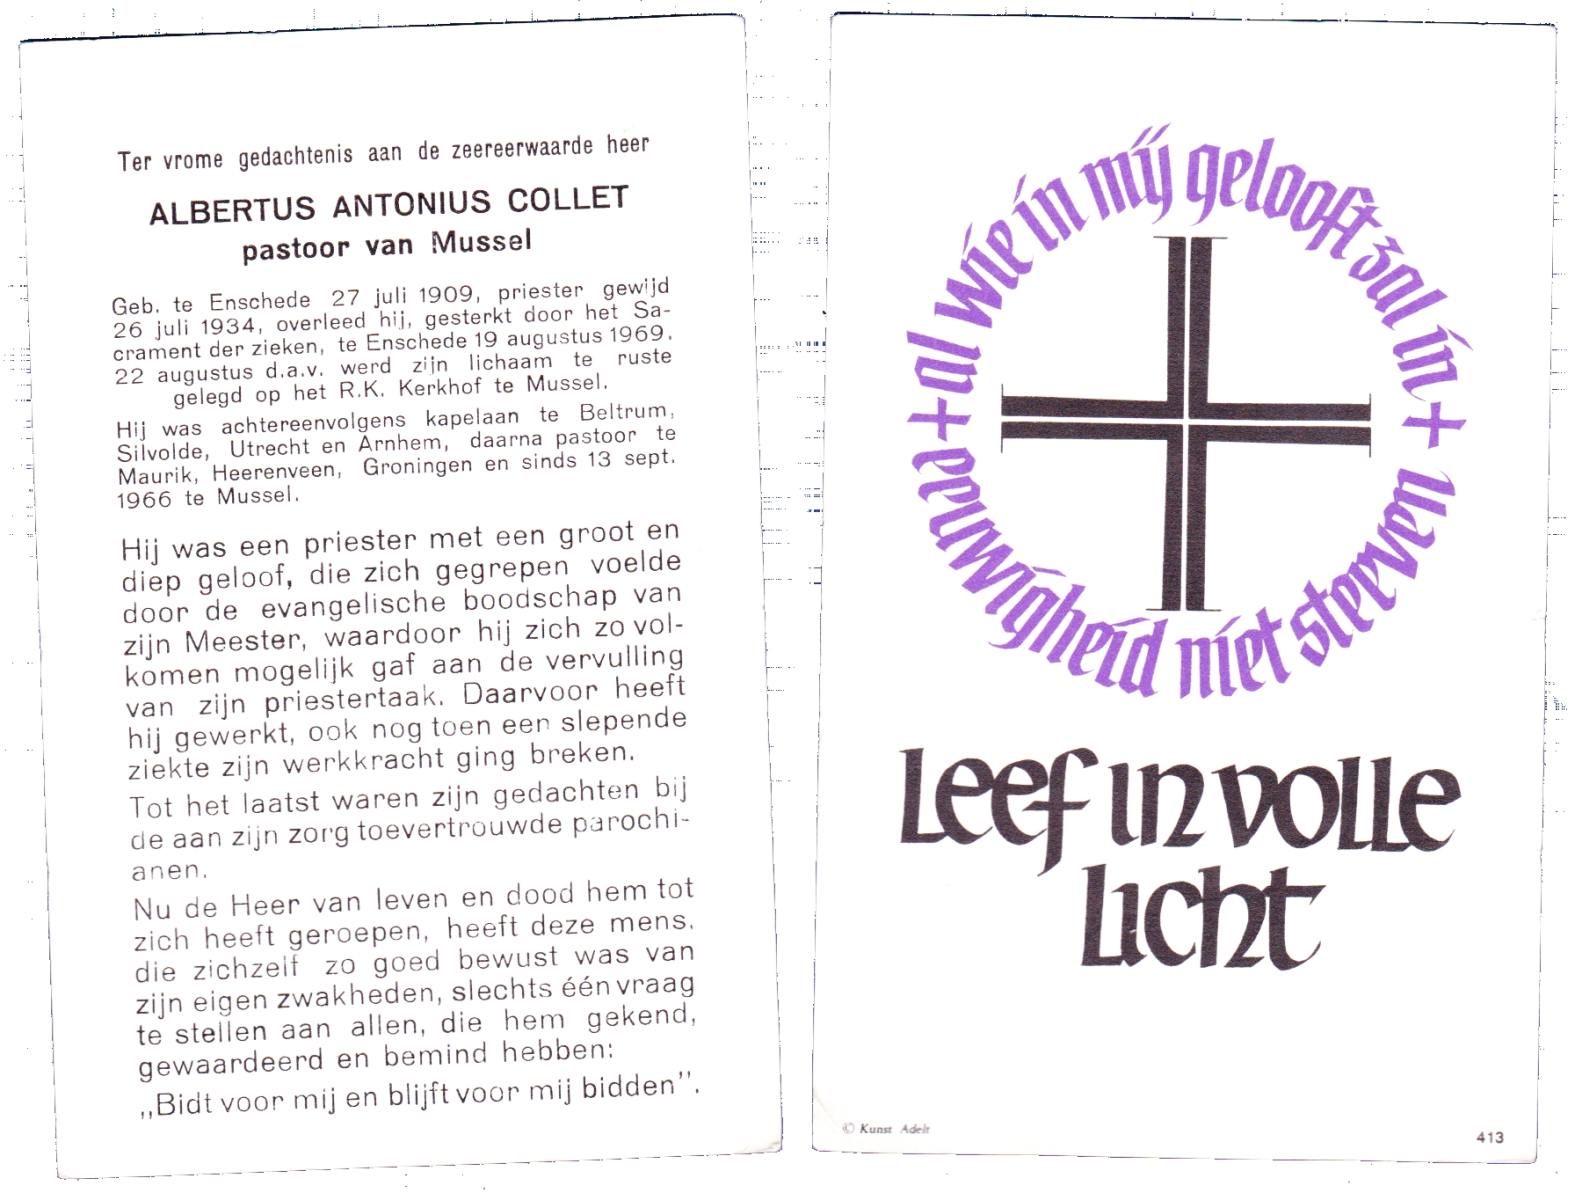 Ter vrome gedachtenis aan de zeereerwaarde heer
ALBERTUS ANTONIUS COLLET
pastoor van Mussel
Geb. te Enschede 27 juli 1909, priester gewijd
26 juli 1934, overleed hij, gesterkt door het Sa-
crament der zieken, te Enschede 19 augustus 1969.
22 augustus d.a.v. werd zijn lichaam te ruste
gelegd op het R.K. Kerkhof te Mussel.
Hij was achtereenvolgens kapelaan te Beltrum,
Silvolde, Utrecht en Arnhem, daarna pastoor te
Maurik, Heerenveen, Groningen en sinds 13 sept.
1966 te Mussel.
Hij was een priester met een groot en
diep geloof, die zich gegrepen voelde
door de evangelische boodschap van
zijn Meester, waardoor hij zich zo vol-
komen mogelijk gaf aan de vervulling
van zijn priestertaak. Daarvoor heeft
hij gewerkt, ook nog toen een slepende
ziekte zijn werkkracht ging breken.
Tot het laatst waren zijn gedachten bij
de aan zijn zorg toevertrouwde parochi-
anen.
Nu de Heer van leven en dood hem tot
zich heeft geroepen, heeft deze mens,
die zichzelf zo goed bewust was van
zijn eigen zwakheden, slechts één vraag
te stellen aan allen, die hem gekend,
gewaardeerd en bemind hebben:
„Bidt voor mij en blijft voor mij bidden”.
+ al wie in mij gelooft zal in + eeuwigheid niet sterven
Leef in volle
licht
© Kunst Adelt
413